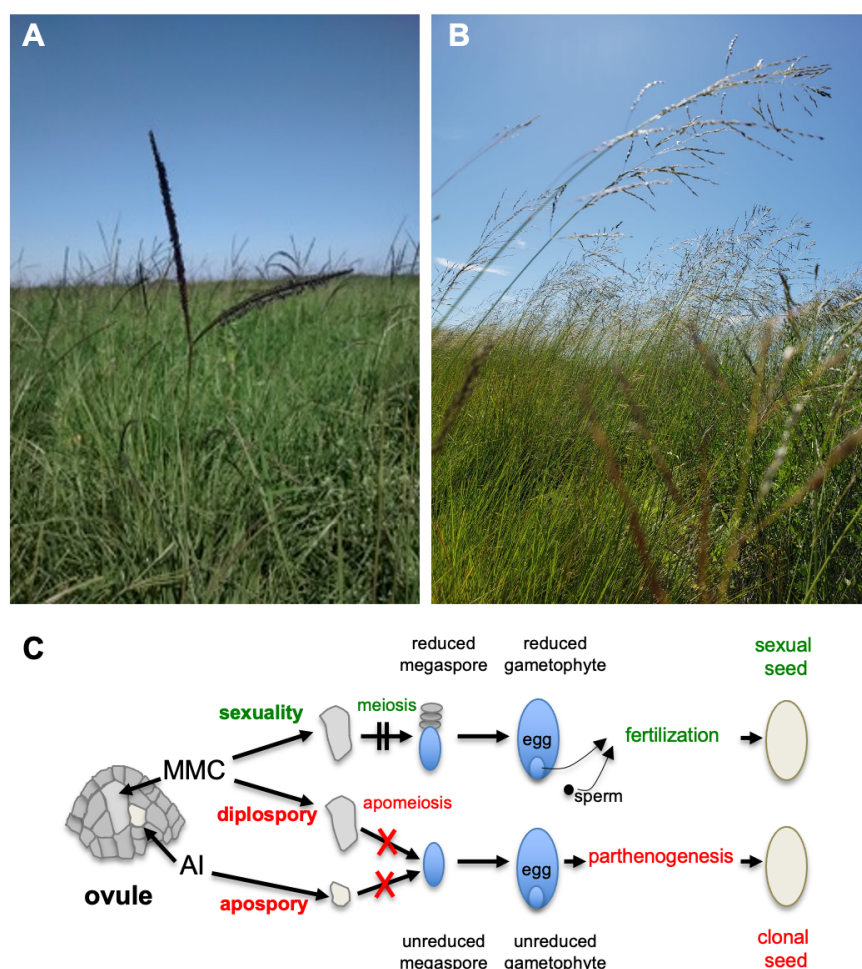 A
B
C
reduced
megaspore
reduced
gametophyte
sexual
seed
sexuality
meiosis
egg
fertilization
MMC
sperm
diplospory
apomeiosis
AI
egg
parthenogenesis
ovule
apospory
unreduced
megaspore
unreduced
gametophyte
clonal
seed